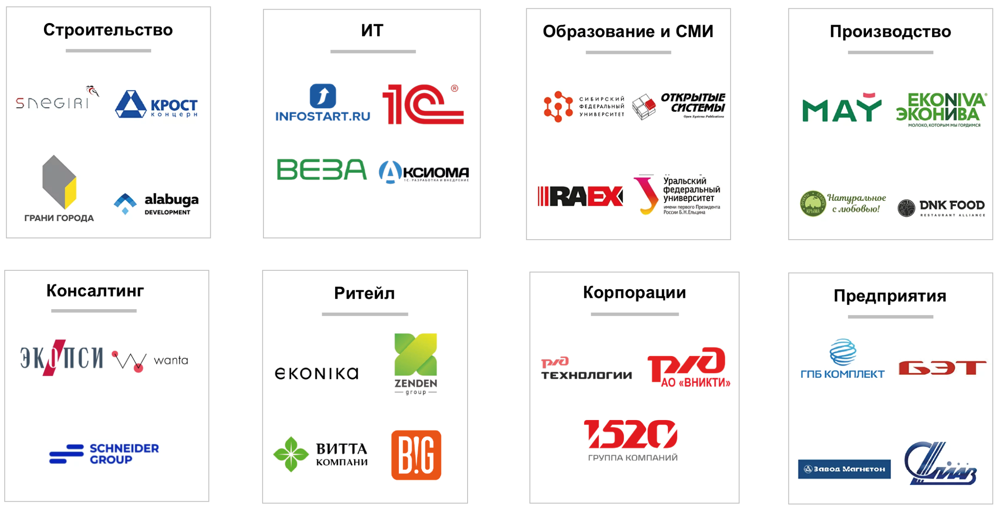 Строительство
SNEGIRI
КРОСТ
концерн
ГРАНИ ГОРОДА
alabuga
DEVELOPMENT
ИТ
INFOSTART.RU
1С ®
ВЕЗА
АКСИОМА
1С: РАЗРАБОТКА И ВНЕДРЕНИЕ
Образование и СМИ
СИБИРСКИЙ
ФЕДЕРАЛЬНЫЙ
УНИВЕРСИТЕТ
ОТКРЫТЫЕ
СИСТЕМЫ
Open Systems Publications
RAEX
Уральский
федеральный
университет
имени первого Президента
России Б.Н.Ельцина
Производство
МАЙ
EKONIVA®
ЭКОНИВА
МОЛОКО, КОТОРЫМ МЫ ГОРДИМСЯ
КРЫМА
Натуральное
с любовью!
DNK FOOD
RESTAURANT ALLIANCE
Консалтинг
ЭКОПСИ
wanta
SCHNEIDER
GROUP
Ритейл
eKONIKa
ZENDEN
group
ВИТТА
КОМПАНИ
B!G
Корпорации
РЖД
ТЕХНОЛОГИИ
РЖД
АО «ВНИКТИ»
1520
ГРУППА КОМПАНИЙ
Предприятия
ГПБ КОМПЛЕКТ
БЭТ
Завод Магнетон
Сплав